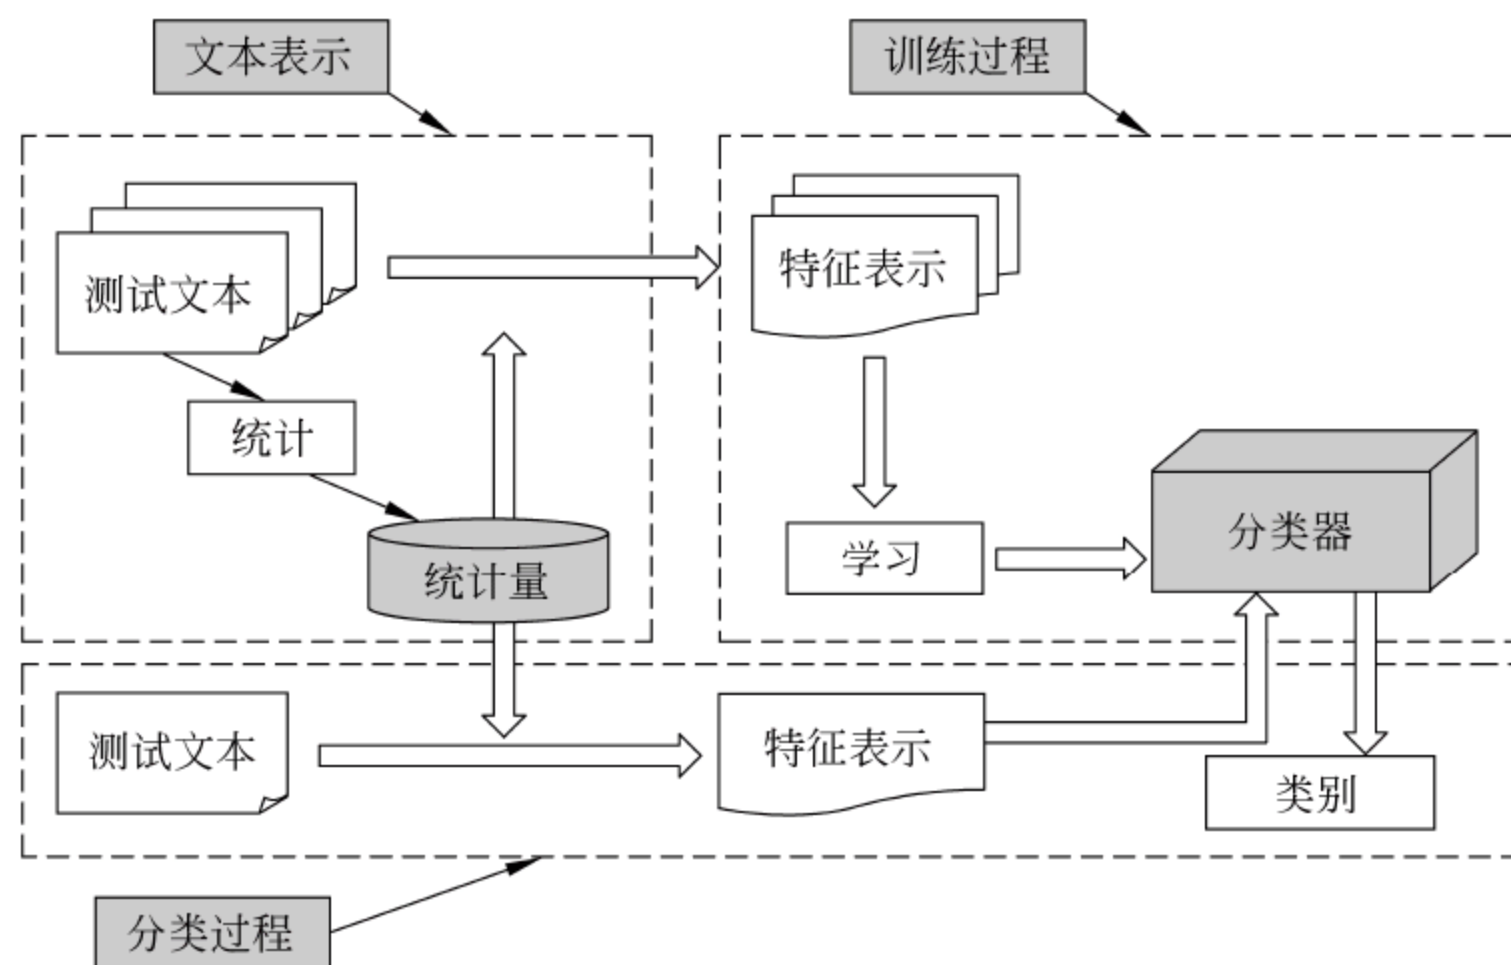 文本表示
训练过程
测试文本
特征表示
统计
统计量
学习
分类器
测试文本
特征表示
类别
分类过程